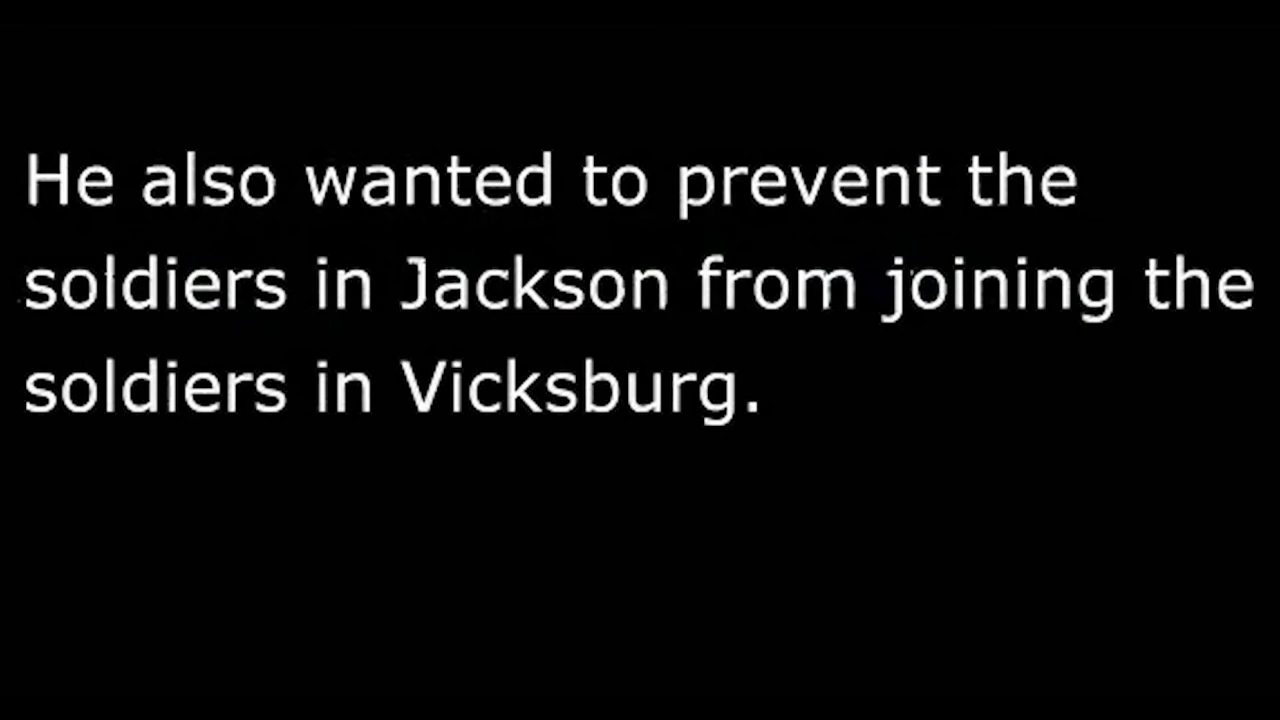 He also wanted to prevent the
soldiers in Jackson from joining the
soldiers in Vicksburg.